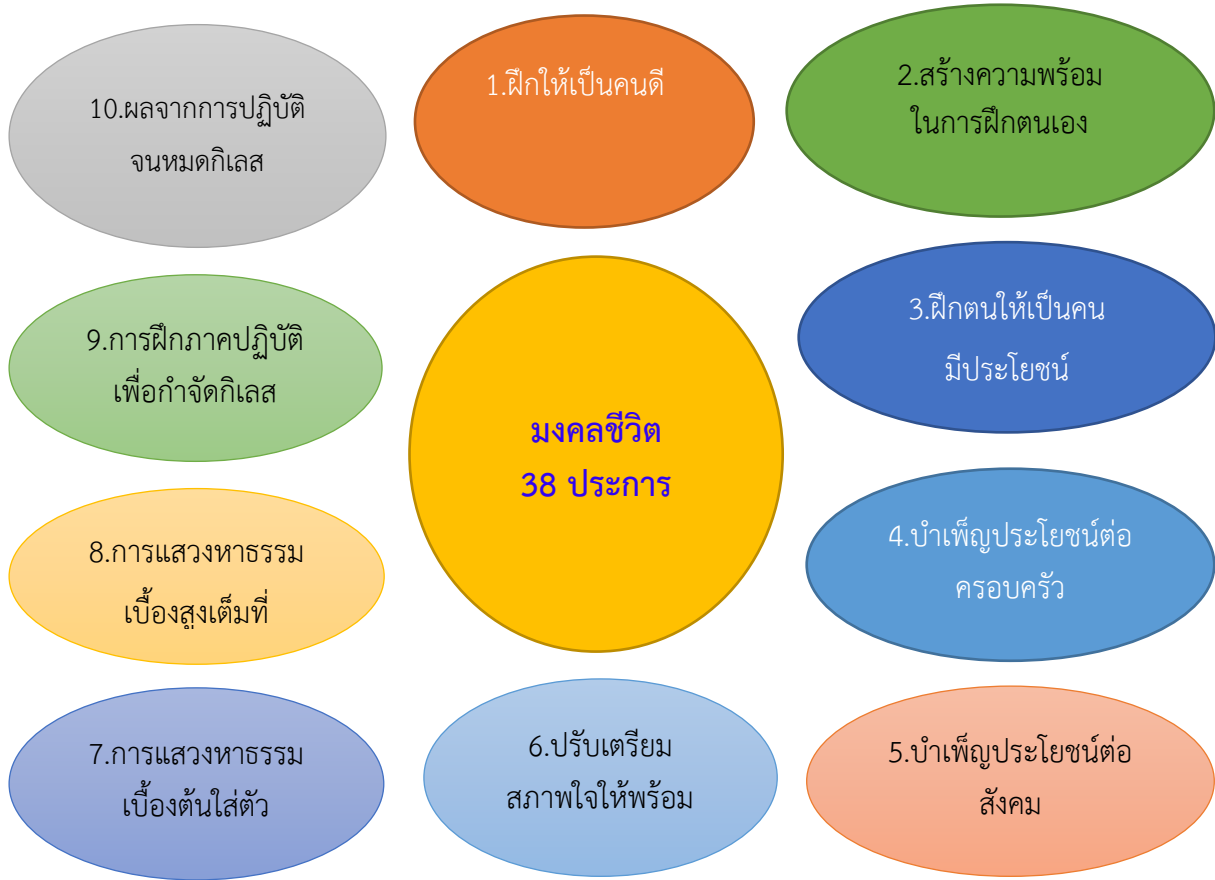 มงคลชีวิต
38 ประการ
1.ฝึกให้เป็นคนดี
2.สร้างความพร้อม
ในการฝึกตนเอง
3.ฝึกตนให้เป็นคน
มีประโยชน์
4.บำเพ็ญประโยชน์ต่อ
ครอบครัว
5.บำเพ็ญประโยชน์ต่อ
สังคม
6.ปรับเตรียม
สภาพใจให้พร้อม
7.การแสวงหาธรรม
เบื้องต้นใส่ตัว
8.การแสวงหาธรรม
เบื้องสูงเต็มที่
9.การฝึกภาคปฏิบัติ
เพื่อกำจัดกิเลส
10.ผลจากการปฏิบัติ
จนหมดกิเลส